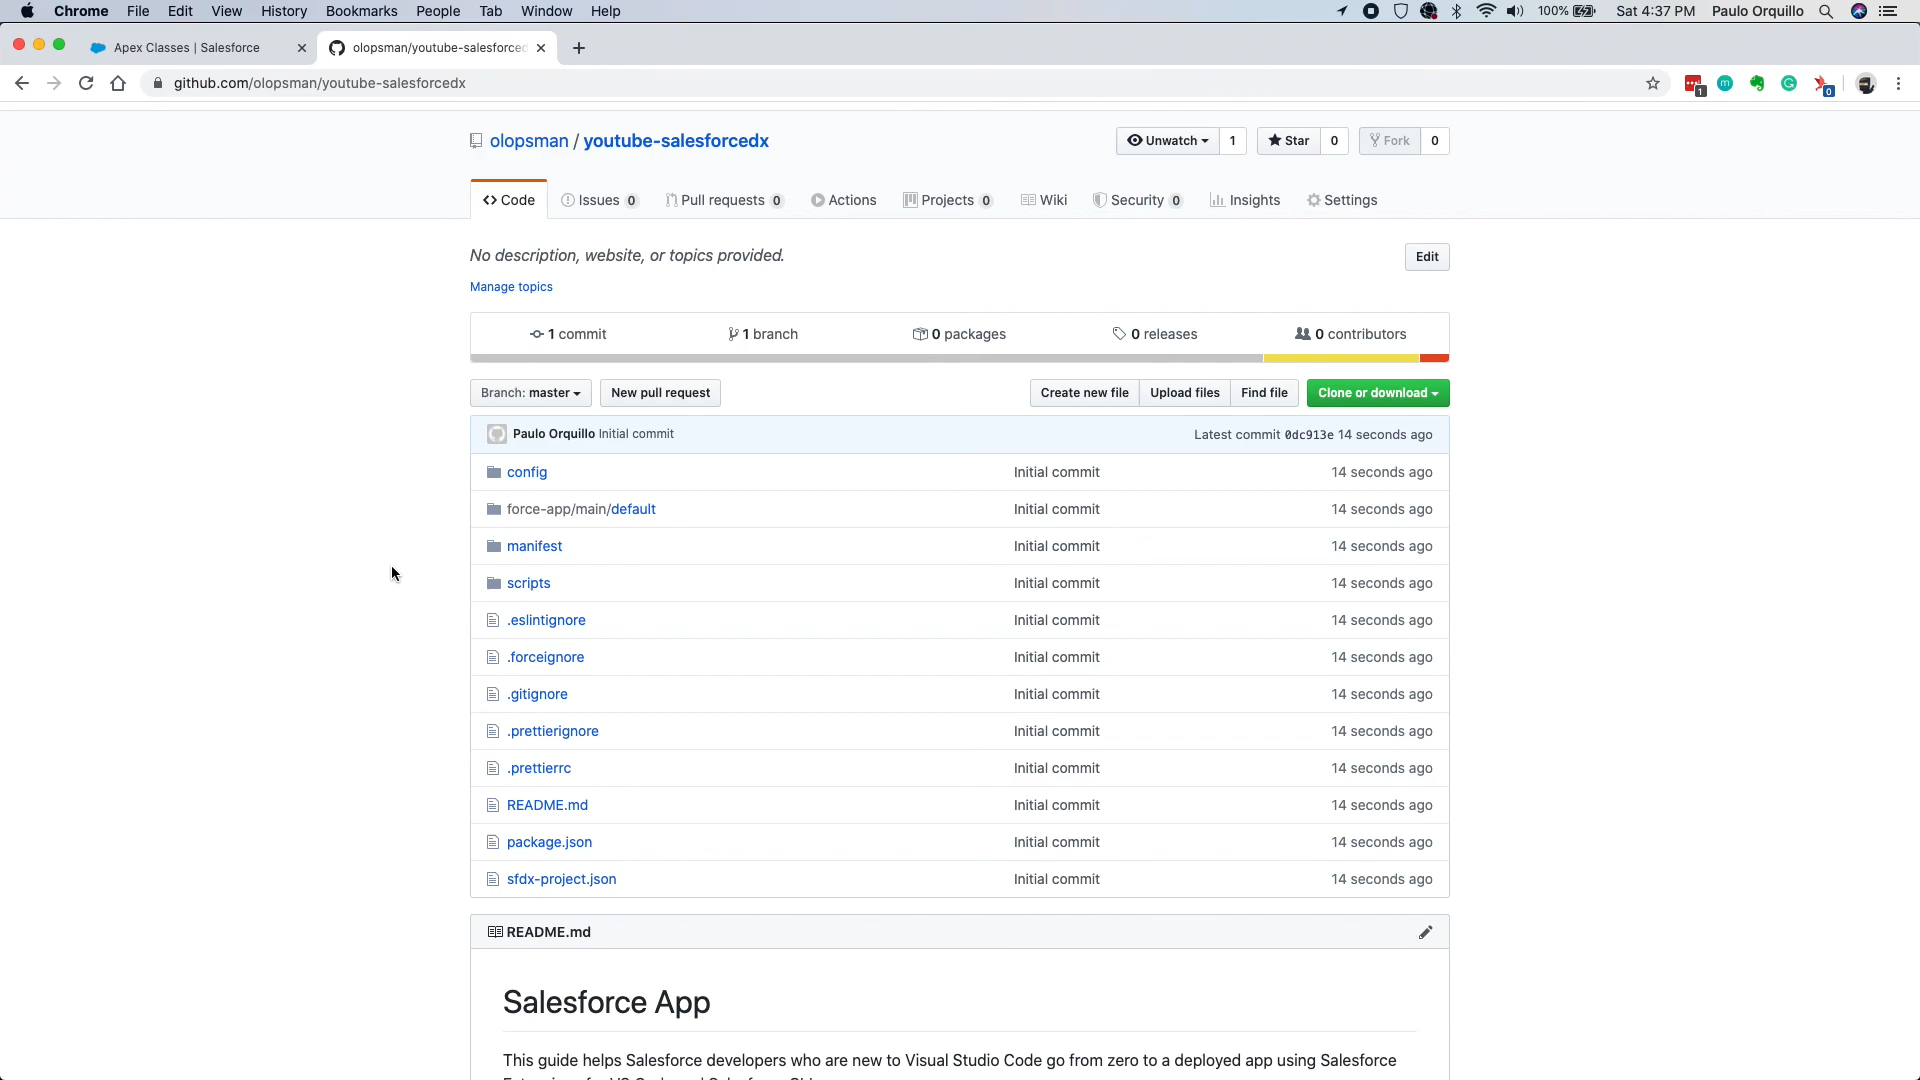 Chrome File Edit View History Bookmarks People Tab Window Help 100% Sat 4:37 PM Paulo Orquillo
Apex Classes | Salesforce olopsman/youtube-salesforced
github.com/olopsman/youtube-salesforcedx 1 0
olopsman / youtube-salesforcedx Unwatch 1 Star 0 Fork 0
Code Issues 0 Pull requests 0 Actions Projects 0 Wiki Security 0 Insights Settings
No description, website, or topics provided. Edit
Manage topics
1 commit 1 branch 0 packages 0 releases 0 contributors
Branch: master New pull request Create new file Upload files Find file Clone or download
Paulo Orquillo Initial commit Latest commit 0dc913e 14 seconds ago
config Initial commit 14 seconds ago
force-app/main/default Initial commit 14 seconds ago
manifest Initial commit 14 seconds ago
scripts Initial commit 14 seconds ago
.eslintignore Initial commit 14 seconds ago
.forceignore Initial commit 14 seconds ago
.gitignore Initial commit 14 seconds ago
.prettierignore Initial commit 14 seconds ago
.prettierrc Initial commit 14 seconds ago
README.md Initial commit 14 seconds ago
package.json Initial commit 14 seconds ago
sfdx-project.json Initial commit 14 seconds ago
README.md
Salesforce App
This guide helps Salesforce developers who are new to Visual Studio Code go from zero to a deployed app using Salesforce